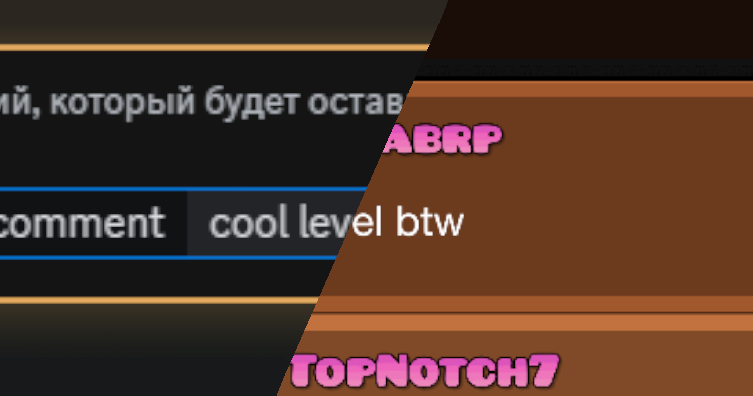 ий, который будет остав
ABRP
comment cool level btw
TopNotch7